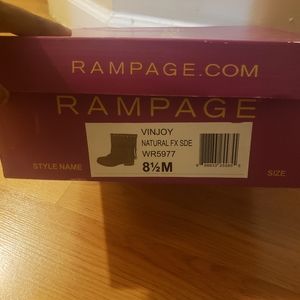 RAMPAGE.COM
RAMPAGE
VINJOY
NATURAL FX SDE
WR5977
8½M
STYLE NAME
SIZE